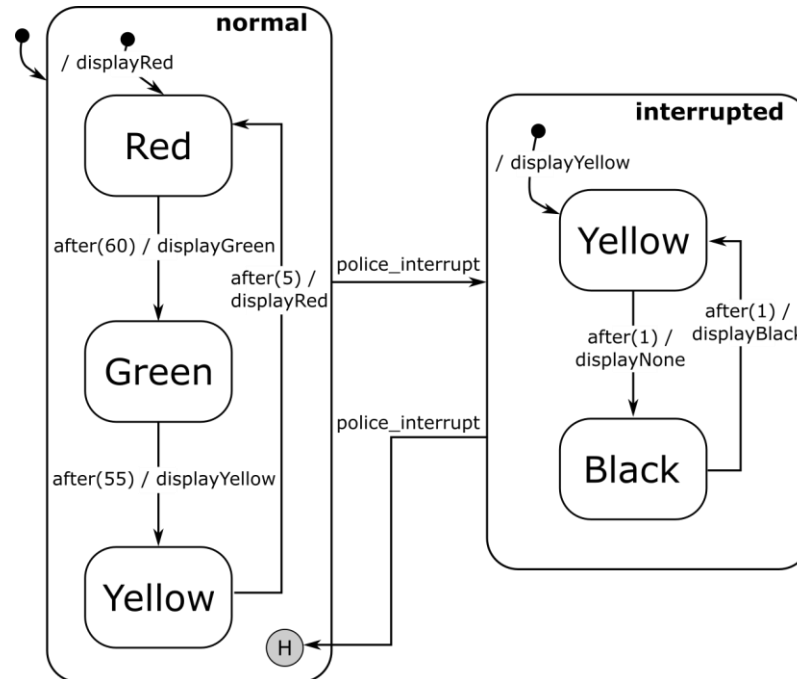 normal
/ displayRed
Red
after(60) / displayGreen
after(5) /
displayRed
Green
after(55) / displayYellow
Yellow
H
police_interrupt
police_interrupt
interrupted
/ displayYellow
Yellow
after(1) /
displayNone
after(1) /
displayBlack
Black